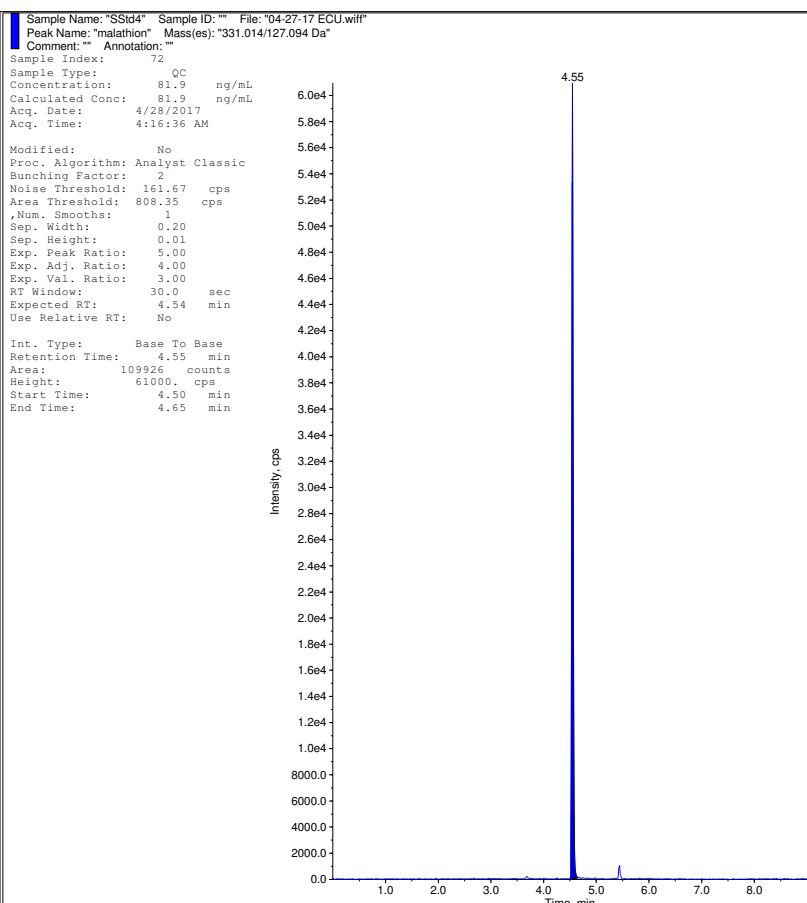 Sample Name: "SStd4" Sample ID: "" File: "04-27-17 ECU.wiff"
Peak Name: "malathion" Mass(es): "331.014/127.094 Da"
Comment: "" Annotation: ""
Sample Index: 72
Sample Type: QC
Concentration: 81.9 ng/mL
Calculated Conc: 81.9 ng/mL
Acq. Date: 4/28/2017
Acq. Time: 4:16:36 AM
Modified: No
Proc. Algorithm: Analyst Classic
Bunching Factor: 2
Noise Threshold: 161.67 cps
Area Threshold: 808.35 cps
,Num. Smooths: 1
Sep. Width: 0.20
Sep. Height: 0.01
Exp. Peak Ratio: 5.00
Exp. Adj. Ratio: 4.00
Exp. Val. Ratio: 3.00
RT Window: 30.0 sec
Expected RT: 4.54 min
Use Relative RT: No
Int. Type: Base To Base
Retention Time: 4.55 min
Area: 109926 counts
Height: 61000. cps
Start Time: 4.50 min
End Time: 4.65 min
4.55
6.0e4
5.8e4
5.6e4
5.4e4
5.2e4
5.0e4
4.8e4
4.6e4
4.4e4
4.2e4
4.0e4
3.8e4
3.6e4
3.4e4
3.2e4
3.0e4
2.8e4
2.6e4
2.4e4
2.2e4
2.0e4
1.8e4
1.6e4
1.4e4
1.2e4
1.0e4
8000.0
6000.0
4000.0
2000.0
0.0
Intensity, cps
1.0 2.0 3.0 4.0 5.0 6.0 7.0 8.0
Time, min